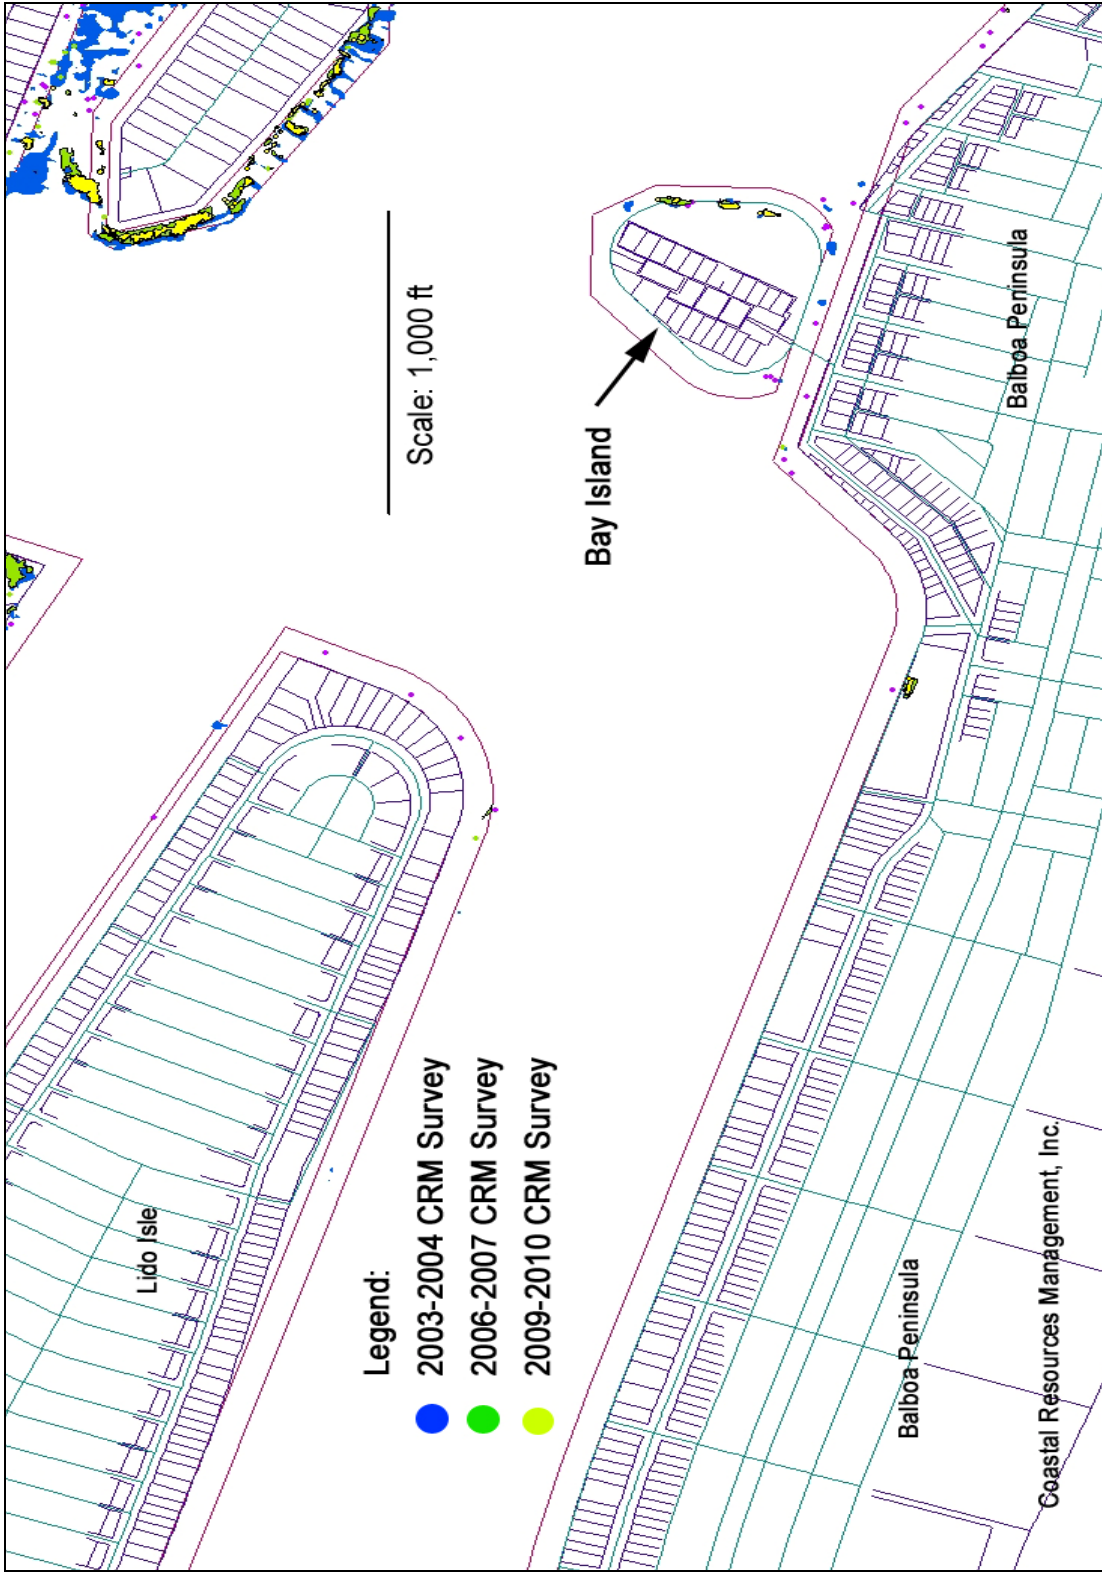 Lido Isle
Legend:
2003-2004 CRM Survey
2006-2007 CRM Survey
2009-2010 CRM Survey
Scale: 1,000 ft
Bay Island
Balboa Peninsula
Balboa Peninsula
Coastal Resources Management, Inc.